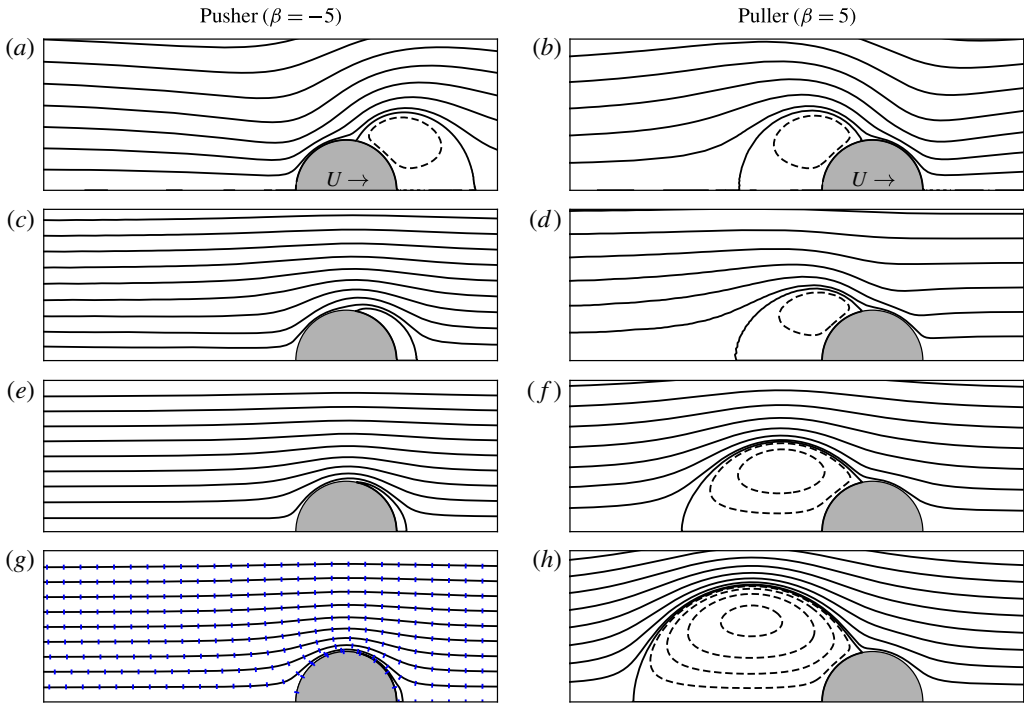 Pusher (β = −5)
Puller (β = 5)
(a)
(b)
U →
U →
(c)
(d)
(e)
(f)
(g)
(h)